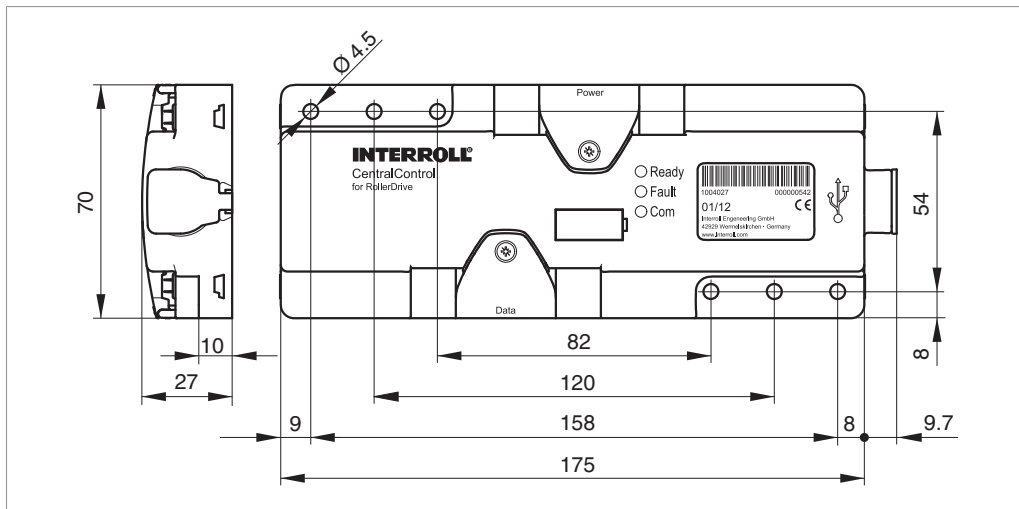 Ø 4.5
Power
INTERROLL®
CentralControl
for RollerDrive
Ready
Fault
Com
1004027 000000542
01/12 CE
Interroll Engeneering GmbH
42929 Wermelskirchen · Germany
www.interroll.com
Data
70
54
10
82
8
27
120
9
158
8
9.7
175